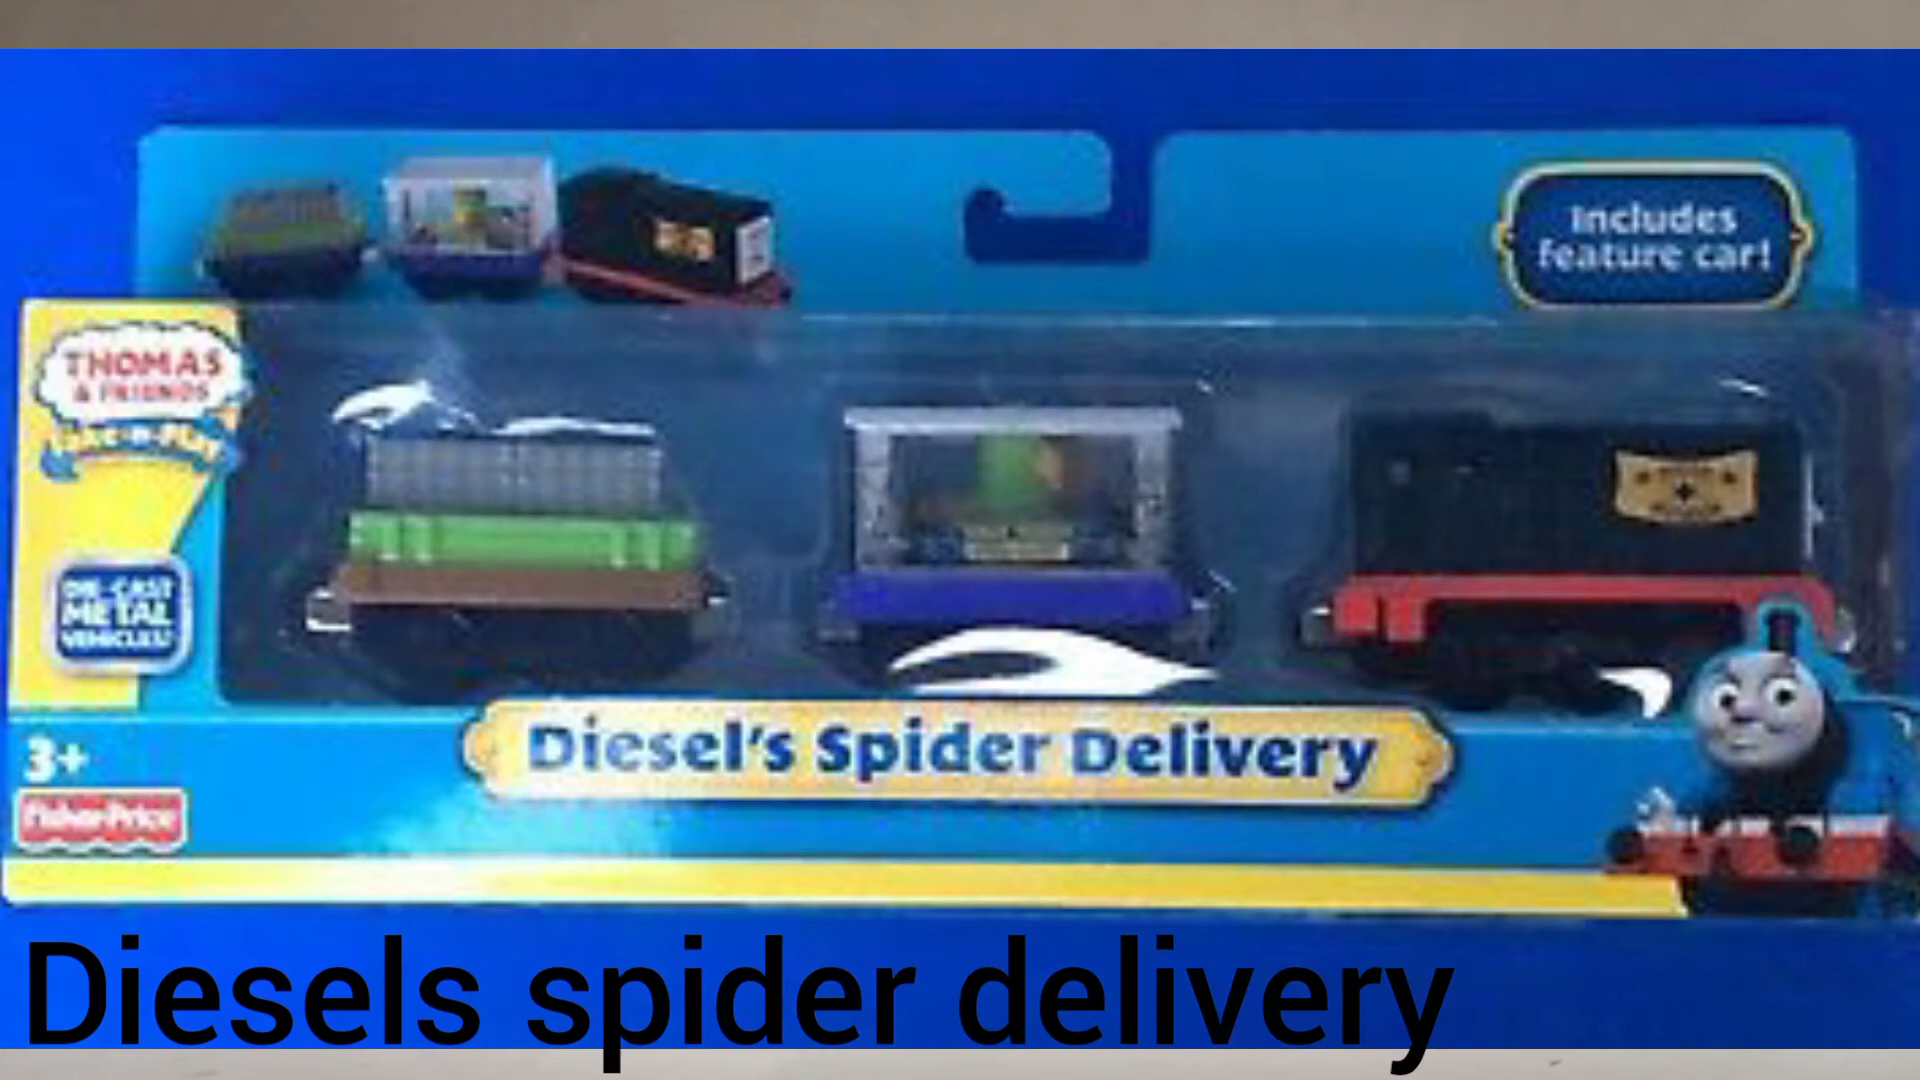 Includes
feature car!
THOMAS
& FRIENDS
Take-n-Play
DIE-CAST
METAL
VEHICLES!
Diesel's Spider Delivery
3+
Fisher-Price
Diesels spider delivery